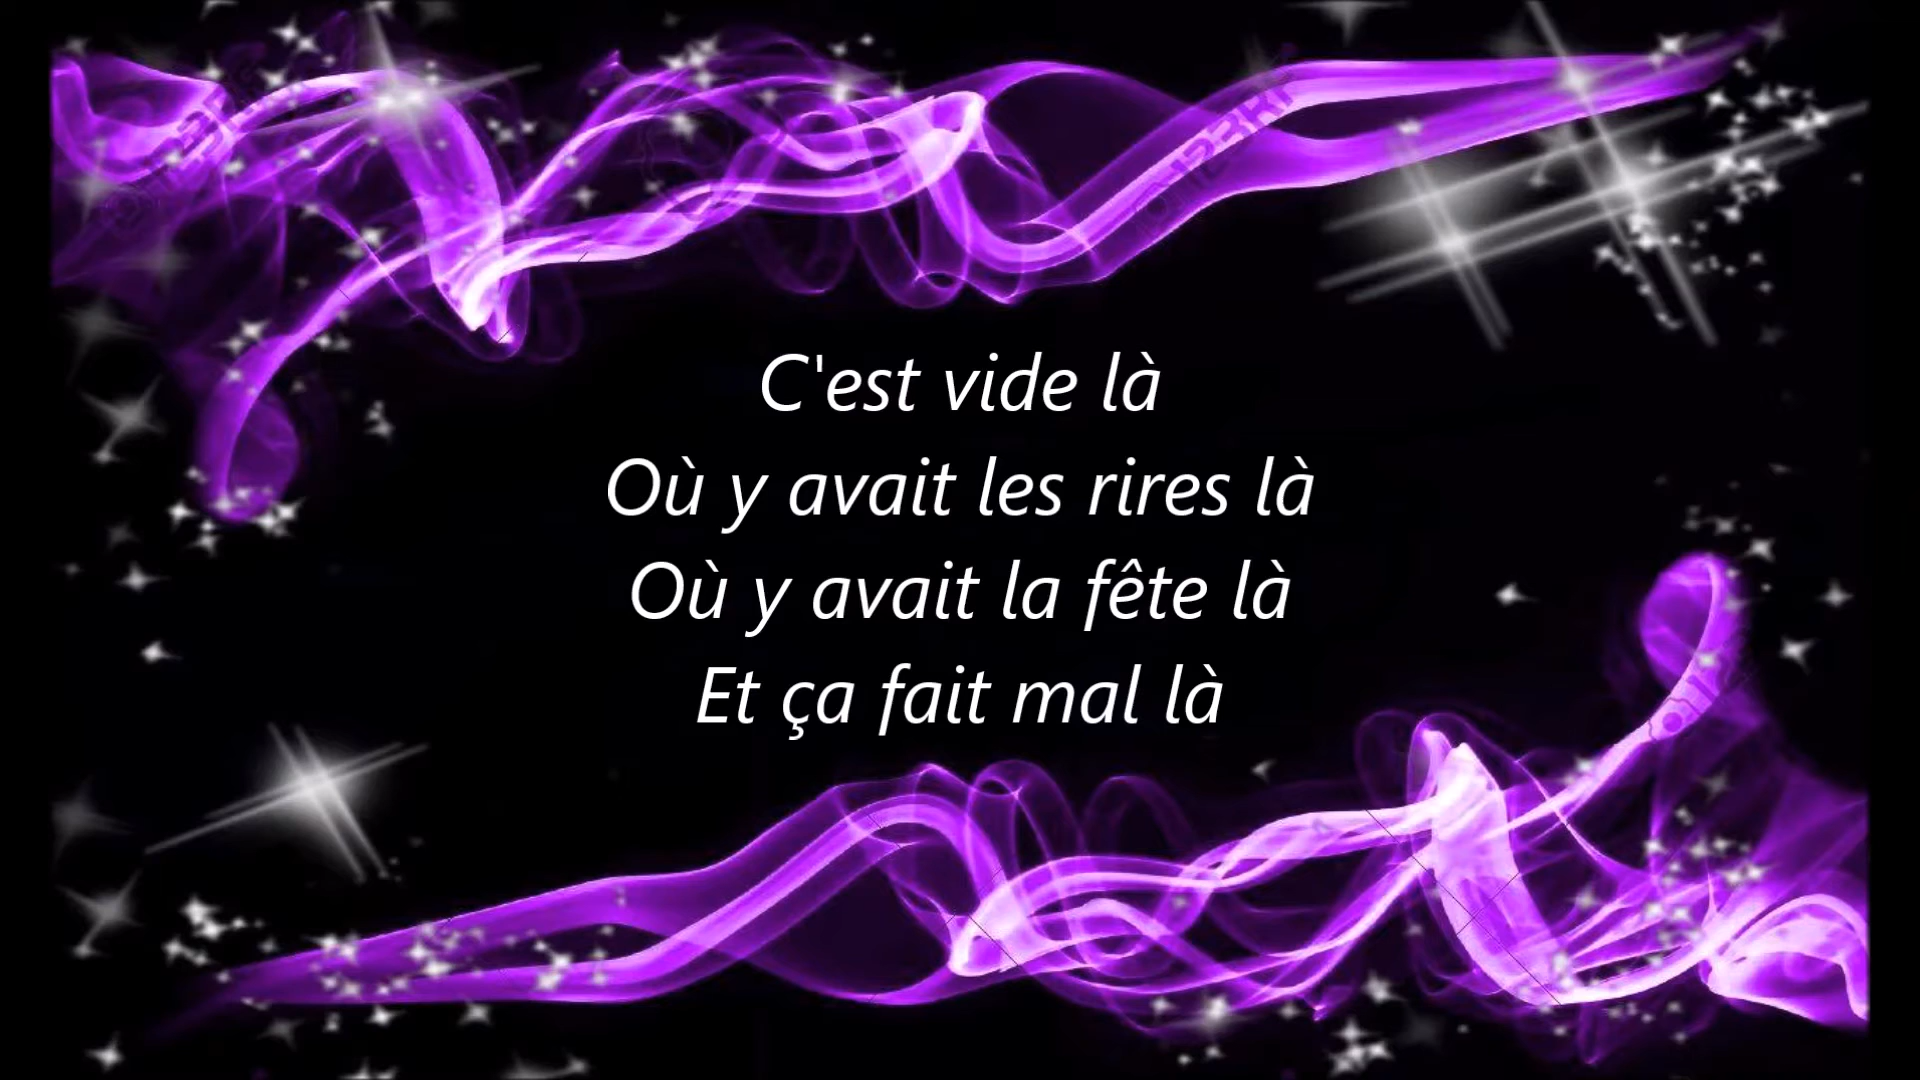 C'est vide là
Où y avait les rires là
Où y avait la fête là
Et ça fait mal là